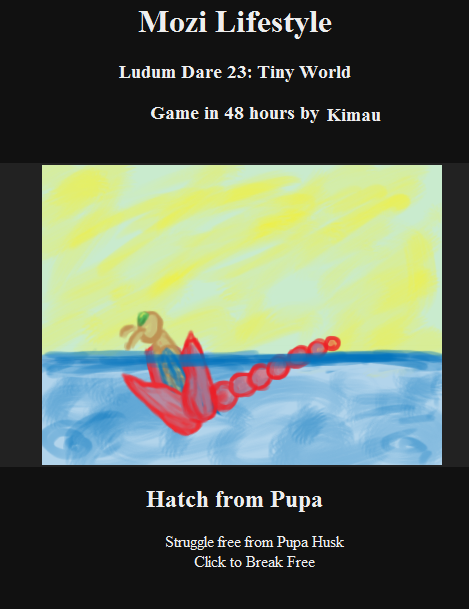 Mozi Lifestyle
Ludum Dare 23: Tiny World
Game in 48 hours by Kimau
Hatch from Pupa
Struggle free from Pupa Husk
Click to Break Free